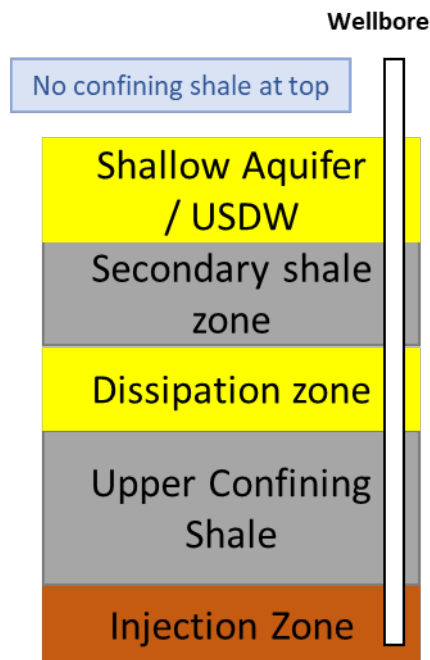 Wellbore
No confining shale at top
Shallow Aquifer
/ USDW
Secondary shale
zone
Dissipation zone
Upper Confining
Shale
Injection Zone